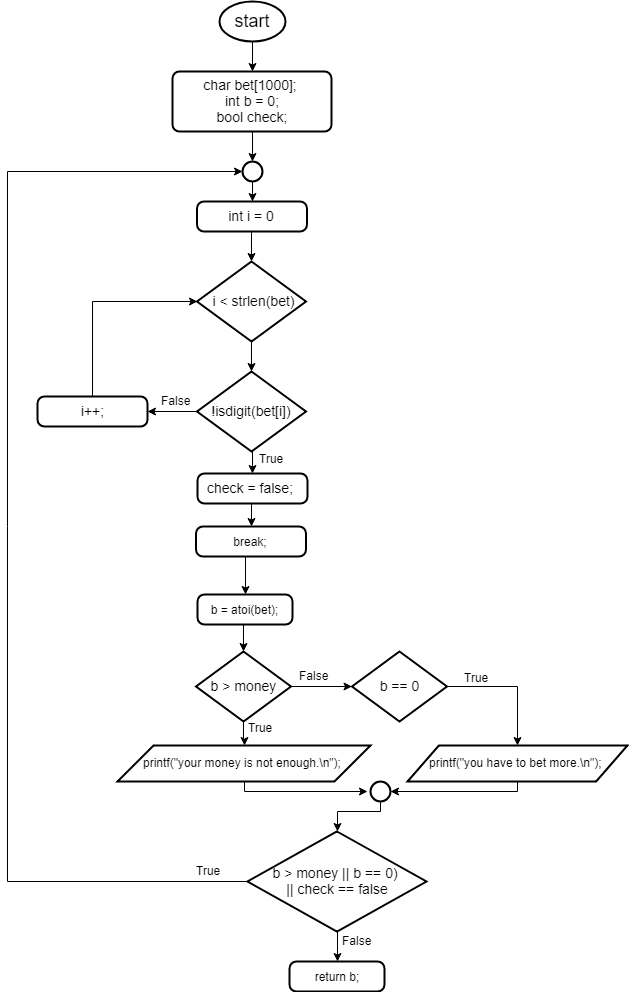 start
char bet[1000];
int b = 0;
bool check;
int i = 0
i < strlen(bet)
!isdigit(bet[i])
False
i++;
True
check = false;
break;
b = atoi(bet);
b > money
False
b == 0
True
True
printf("your money is not enough.\n");
printf("you have to bet more.\n");
b > money || b == 0)
|| check == false
True
False
return b;